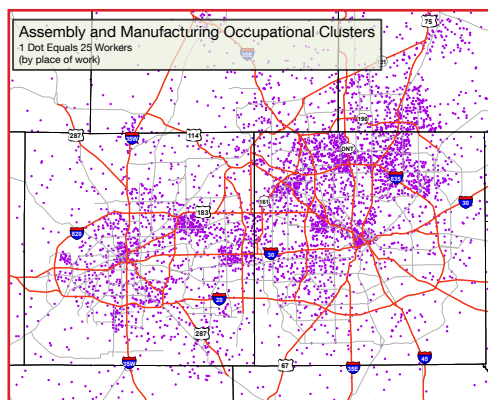 Assembly and Manufacturing Occupational Clusters
1 Dot Equals 25 Workers
(by place of work)
75
190
287
35W
114
DNT
635
161
30
183
820
30
20
287
35W
67
35E
45